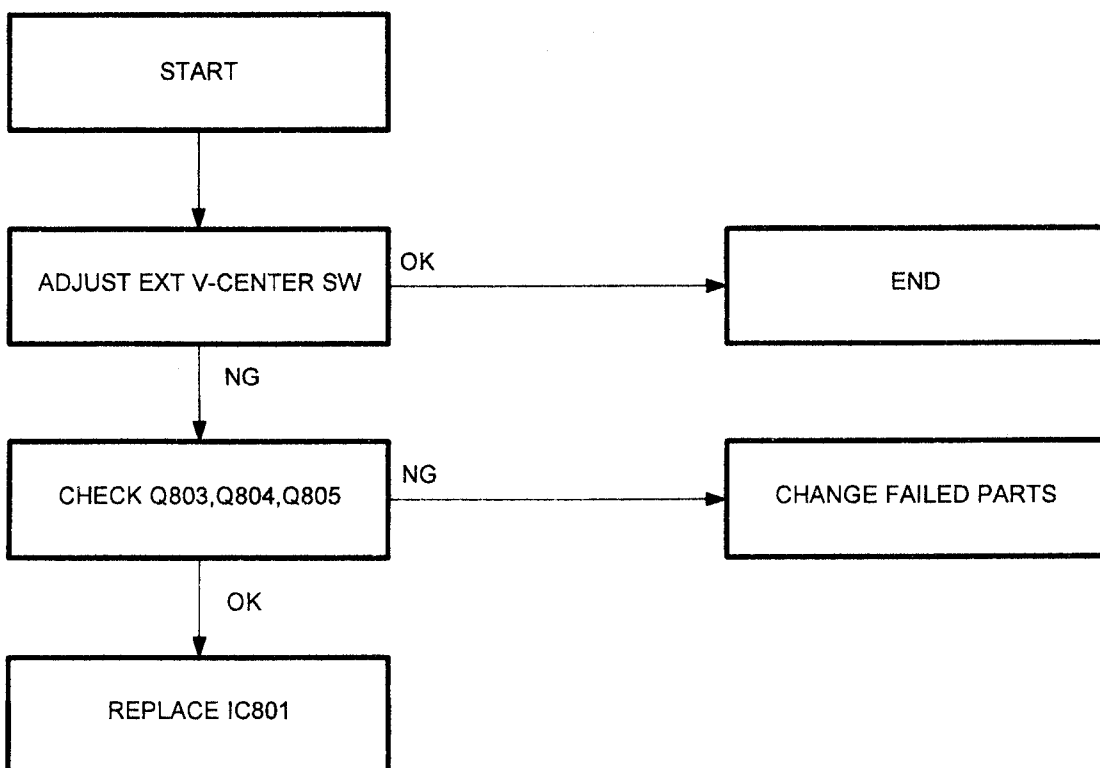 START
ADJUST EXT V-CENTER SW
OK
END
NG
CHECK Q803,Q804,Q805
NG
CHANGE FAILED PARTS
OK
REPLACE IC801